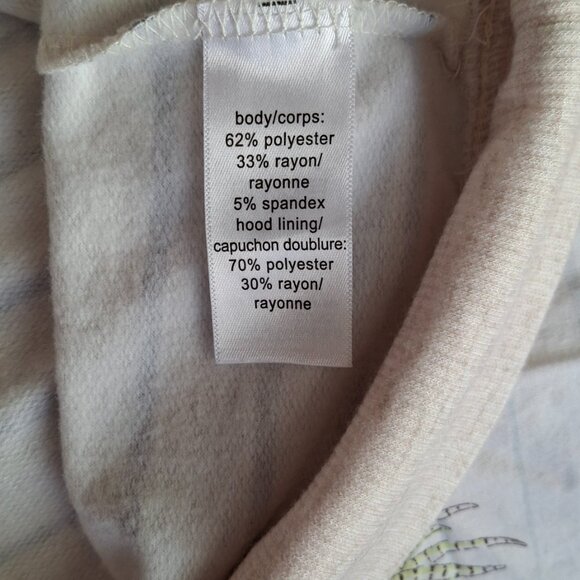 body/corps:
62% polyester
33% rayon/
rayonne
5% spandex
hood lining/
capuchon doublure:
70% polyester
30% rayon/
rayonne